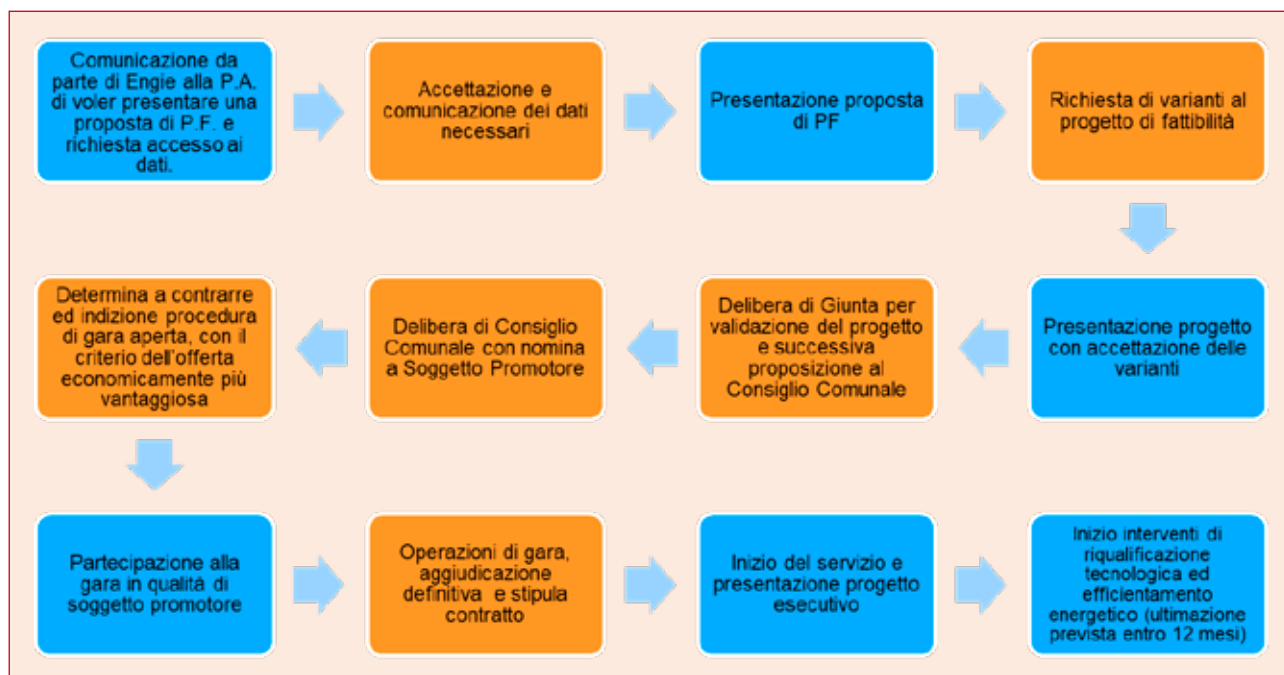 Comunicazione da
parte di Engie alla P.A.
di voler presentare una
proposta di P.F. e
richiesta accesso ai
dati.
Accettazione e
comunicazione dei dati
necessari
Presentazione proposta
di PF
Richiesta di varianti al
progetto di fattibilità
Presentazione progetto
con accettazione delle
varianti
Delibera di Giunta per
validazione del progetto
e successiva
proposizione al
Consiglio Comunale
Delibera di Consiglio
Comunale con nomina
a Soggetto Promotore
Determina a contrarre
ed indizione procedura
di gara aperta, con il
criterio dell'offerta
economicamente più
vantaggiosa
Partecipazione alla
gara in qualità di
soggetto promotore
Operazioni di gara,
aggiudicazione
definitiva e stipula
contratto
Inizio del servizio e
presentazione progetto
esecutivo
Inizio interventi di
riqualificazione
tecnologica ed
efficientamento
energetico (ultimazione
prevista entro 12 mesi)